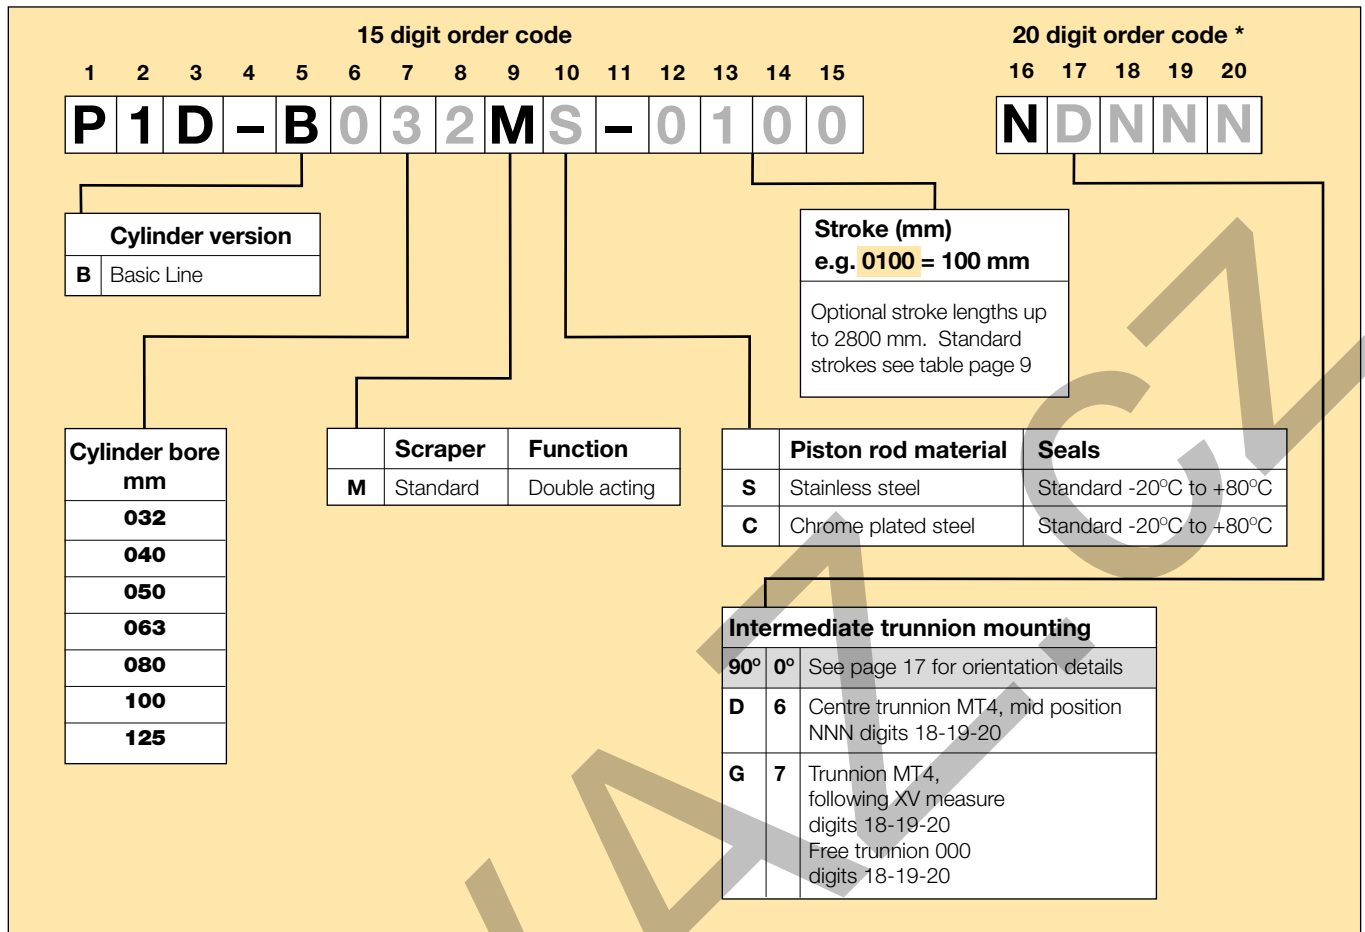 15 digit order code
20 digit order code *
1 2 3 4 5 6 7 8 9 10 11 12 13 14 15
16 17 18 19 20
P 1 D – B 0 3 2 M S – 0 1 0 0
N D N N N
Cylinder version
B Basic Line
Stroke (mm)
e.g. 0100 = 100 mm
Optional stroke lengths up
to 2800 mm. Standard
strokes see table page 9
Cylinder bore
mm
032
040
050
063
080
100
125
Scraper Function
M Standard Double acting
Piston rod material Seals
S Stainless steel Standard -20°C to +80°C
C Chrome plated steel Standard -20°C to +80°C
Intermediate trunnion mounting
90° 0° See page 17 for orientation details
D 6 Centre trunnion MT4, mid position
NNN digits 18-19-20
G 7 Trunnion MT4,
following XV measure
digits 18-19-20
Free trunnion 000
digits 18-19-20